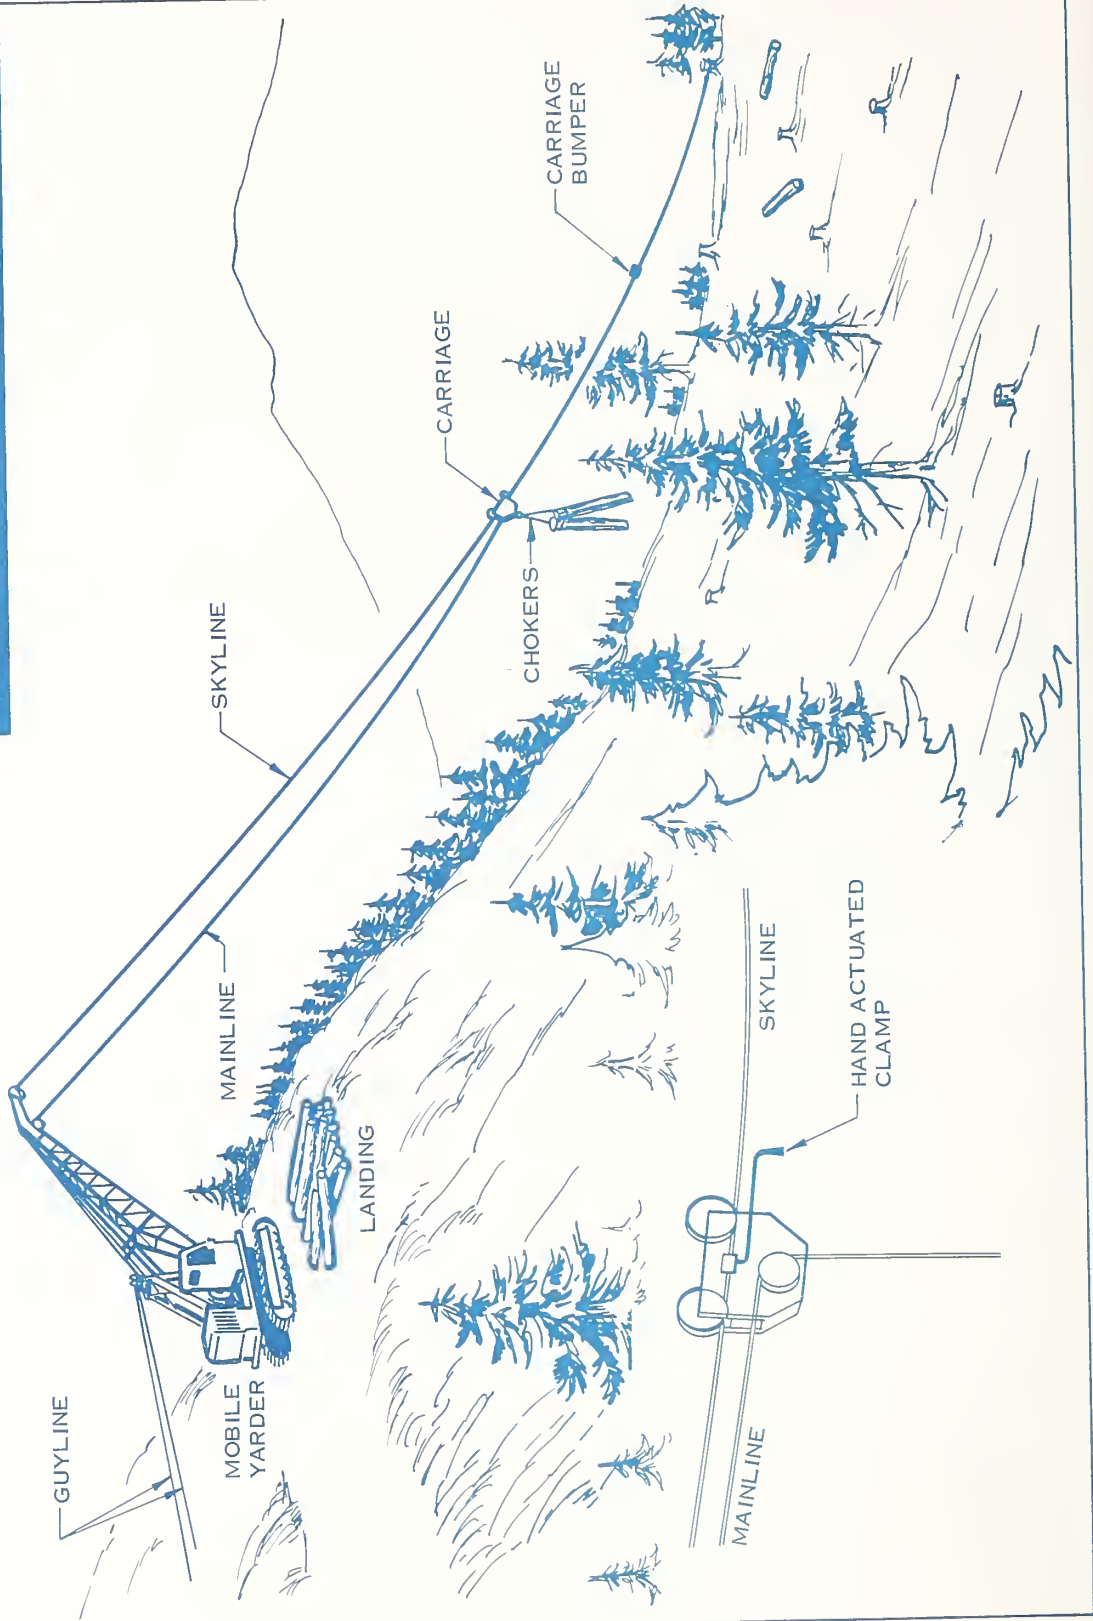 GUYLINE
MOBILE
YARDER
LANDING
MAINLINE
SKYLINE
CHOKERS
CARRIAGE
CARRIAGE
BUMPER
MAINLINE
SKYLINE
HAND ACTUATED
CLAMP